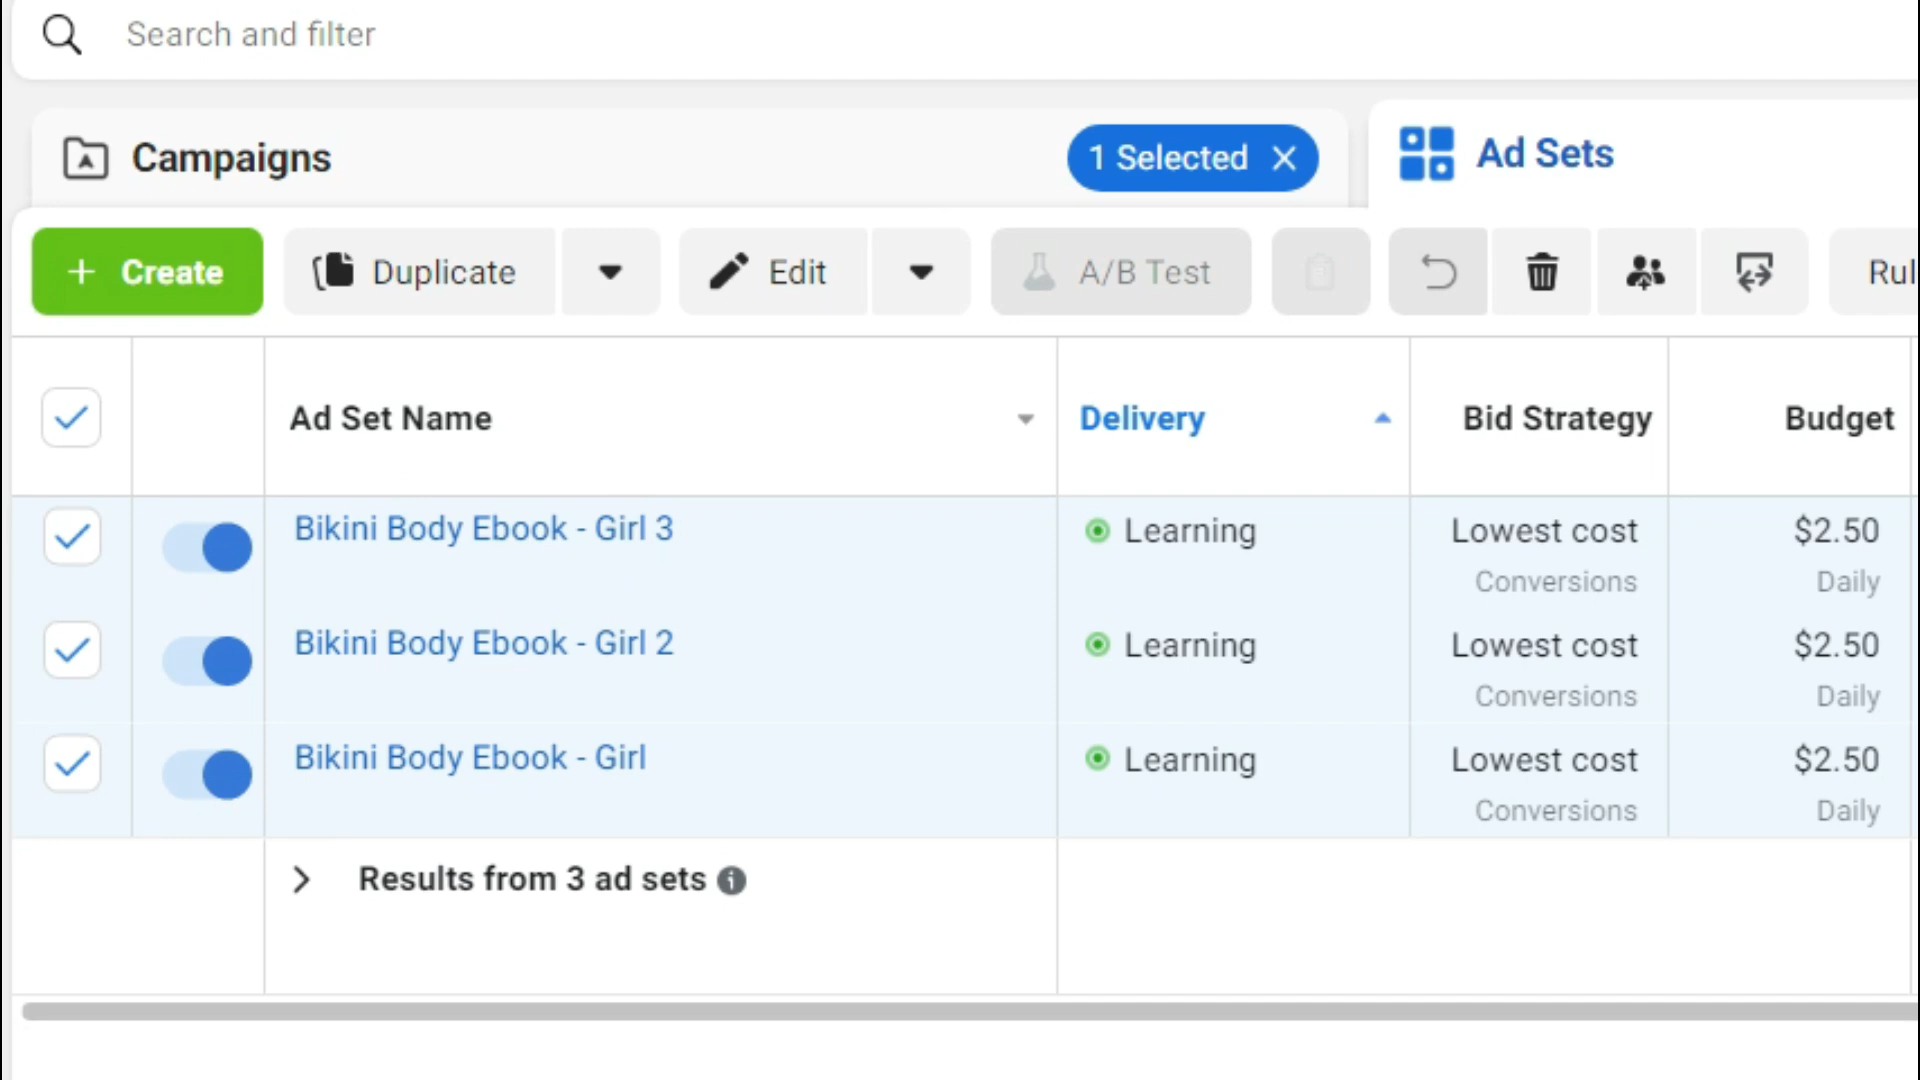 Search and filter
Campaigns
1 Selected
Ad Sets
+ Create
Duplicate
Edit
A/B Test
Rul
Ad Set Name
Delivery
Bid Strategy
Budget
Bikini Body Ebook - Girl 3
Learning
Lowest cost
$2.50
Conversions
Daily
Bikini Body Ebook - Girl 2
Learning
Lowest cost
$2.50
Conversions
Daily
Bikini Body Ebook - Girl
Learning
Lowest cost
$2.50
Conversions
Daily
Results from 3 ad sets